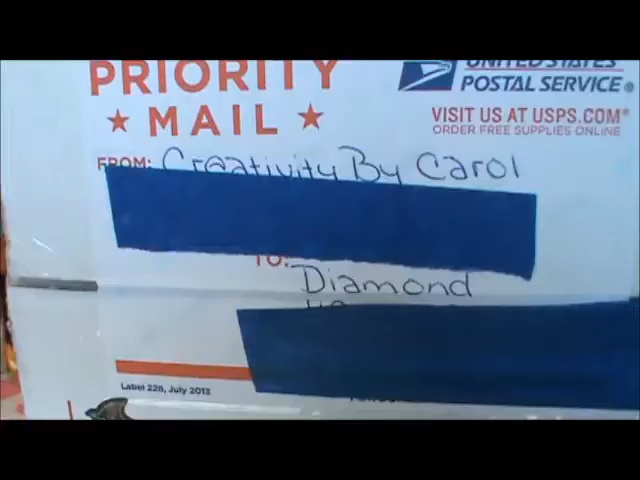 PRIORITY
★ MAIL ★
UNITED STATES
POSTAL SERVICE®
VISIT US AT USPS.COM®
ORDER FREE SUPPLIES ONLINE
FROM: Creativity By Carol
TO:
Diamond
Label 228, July 2013